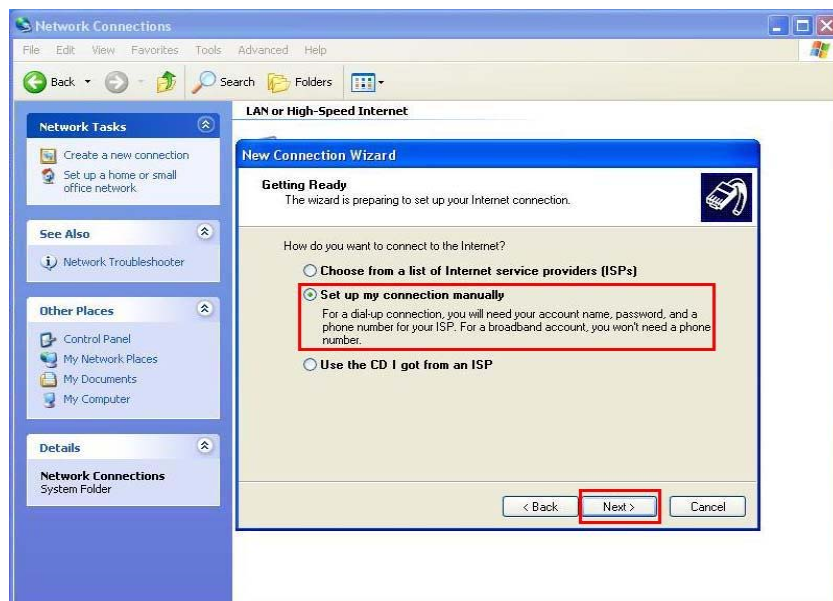 Network Connections
File Edit View Favorites Tools Advanced Help
Back Search Folders
LAN or High-Speed Internet
Network Tasks
Create a new connection
Set up a home or small
office network
See Also
Network Troubleshooter
Other Places
Control Panel
My Network Places
My Documents
My Computer
Details
Network Connections
System Folder
New Connection Wizard
Getting Ready
The wizard is preparing to set up your Internet connection.
How do you want to connect to the Internet?
Choose from a list of Internet service providers (ISPs)
Set up my connection manually
For a dial-up connection, you will need your account name, password, and a
phone number for your ISP. For a broadband account, you won't need a phone
number.
Use the CD I got from an ISP
< Back Next > Cancel